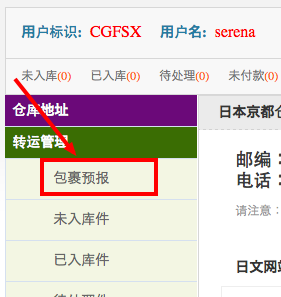 用户标识: CGFSX 用户名: serena
未入库(0) 已入库(0) 待处理(0) 未付款(0)
仓库地址
日本京都仓
转运管理
邮编：
包裹预报
电话：
请注意：
未入库件
已入库件
日文网站